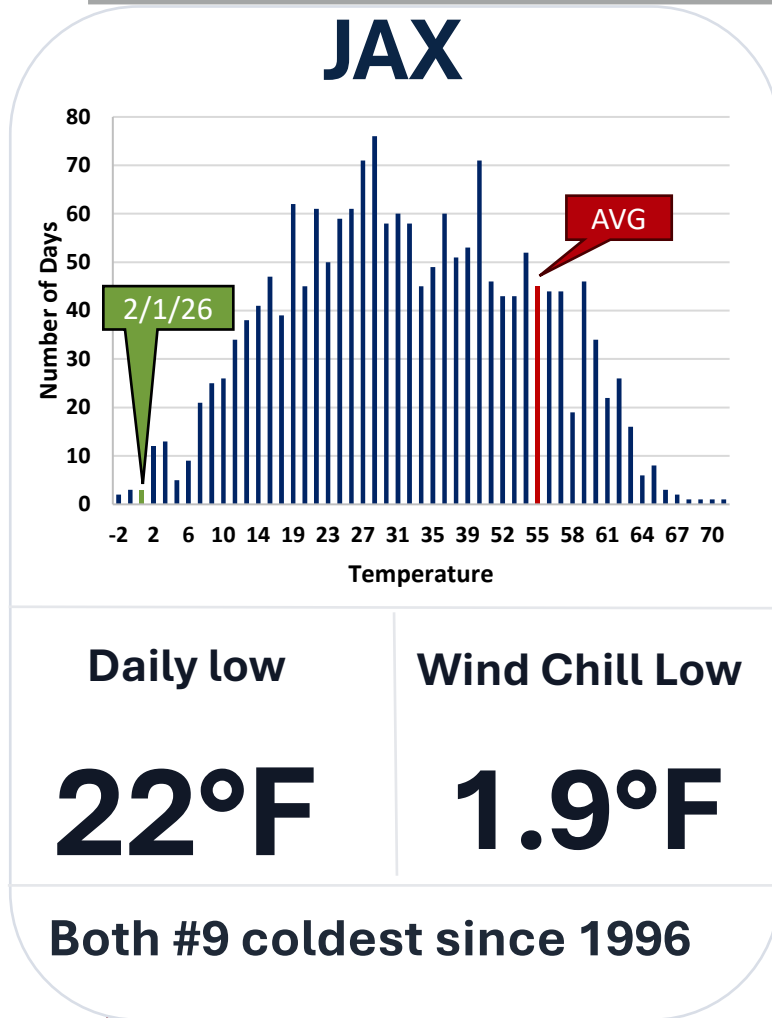 JAX
80
70
60
50
40
30
20
10
0
Number of Days
2/1/26
AVG
-2 2 6 10 14 19 23 27 31 35 39 52 55 58 61 64 67 70
Temperature
Daily low
Wind Chill Low
22°F
1.9°F
Both #9 coldest since 1996